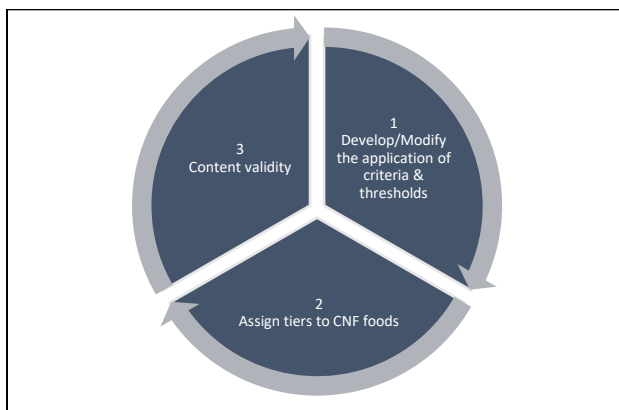 1
Develop/Modify
the application of
criteria &
thresholds
2
Assign tiers to CNF foods
3
Content validity